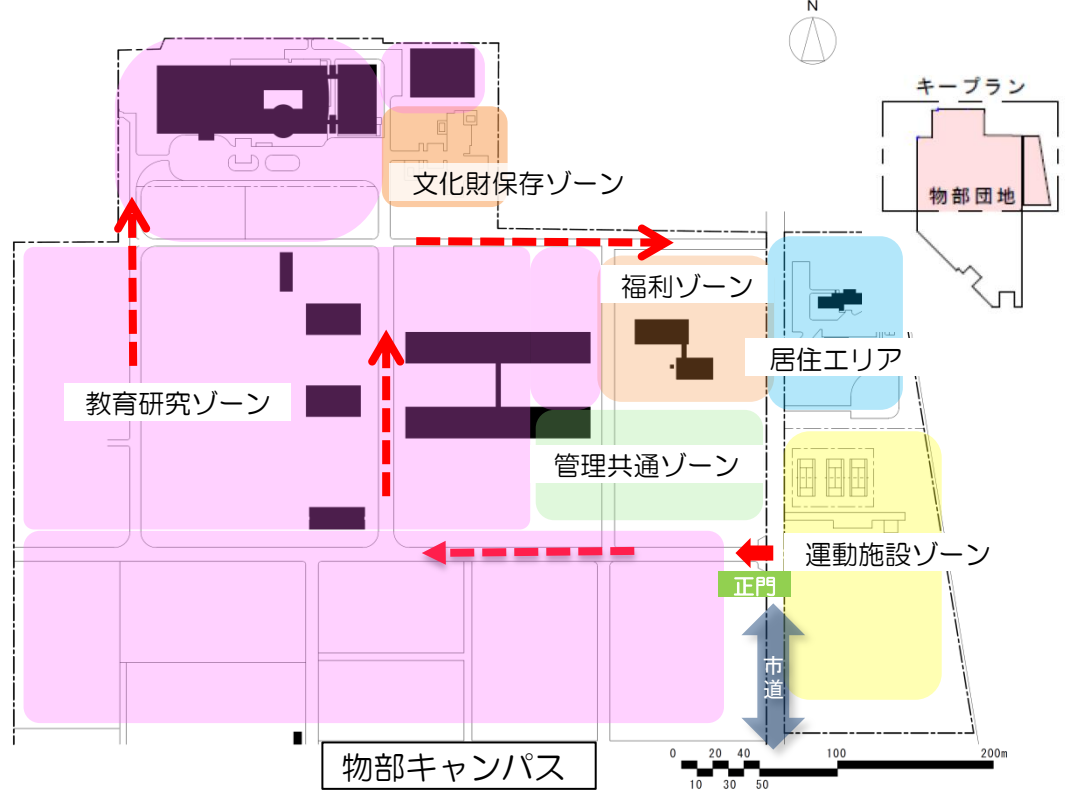 N
キープラン
物部団地
文化財保存ゾーン
福利ゾーン
居住エリア
教育研究ゾーン
管理共通ゾーン
運動施設ゾーン
正門
市道
物部キャンパス
0 20 40 100 200m
10 30 50